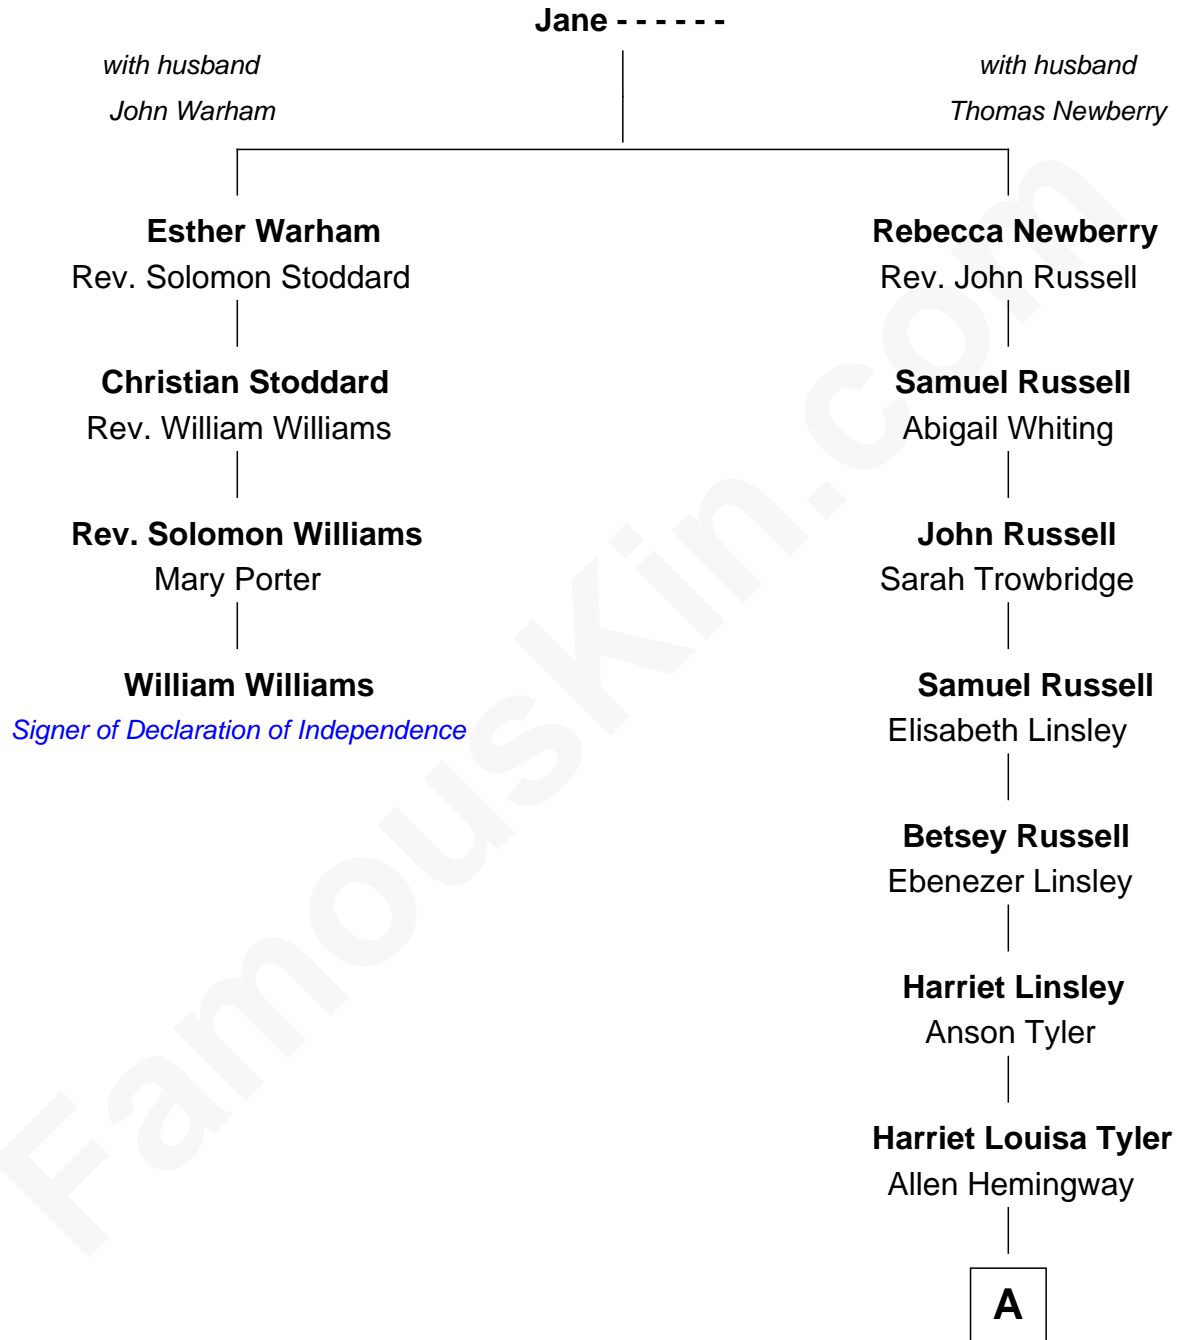 Jane - - - - - -
with husband
John Warham
with husband
Thomas Newberry
Esther Warham
Rev. Solomon Stoddard
Christian Stoddard
Rev. William Williams
Rev. Solomon Williams
Mary Porter
William Williams
Signer of Declaration of Independence
Rebecca Newberry
Rev. John Russell
Samuel Russell
Abigail Whiting
John Russell
Sarah Trowbridge
Samuel Russell
Elisabeth Linsley
Betsey Russell
Ebenezer Linsley
Harriet Linsley
Anson Tyler
Harriet Louisa Tyler
Allen Hemingway
A
FamousKin.com